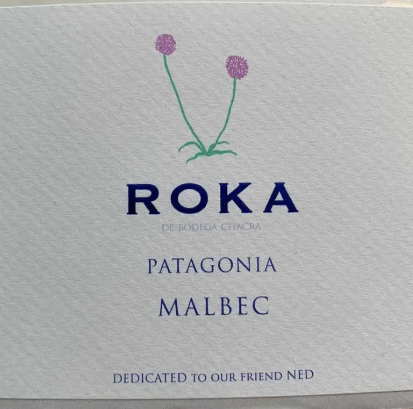 ROKA
DE BODEGA CHACRA
PATAGONIA
MALBEC
DEDICATED TO OUR FRIEND NED